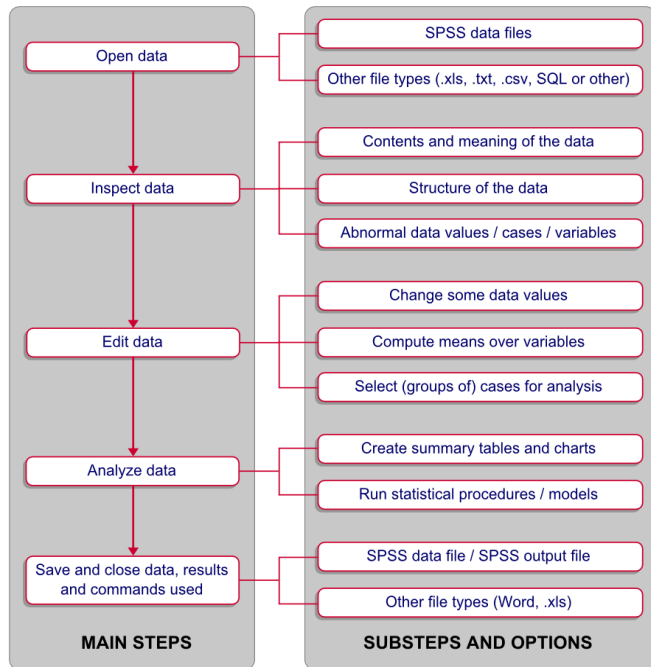 Open data
SPSS data files
Other file types (.xls, .txt, .csv, SQL or other)
Inspect data
Contents and meaning of the data
Structure of the data
Abnormal data values / cases / variables
Edit data
Change some data values
Compute means over variables
Select (groups of) cases for analysis
Analyze data
Create summary tables and charts
Run statistical procedures / models
Save and close data, results
and commands used
SPSS data file / SPSS output file
Other file types (Word, .xls)
MAIN STEPS
SUBSTEPS AND OPTIONS